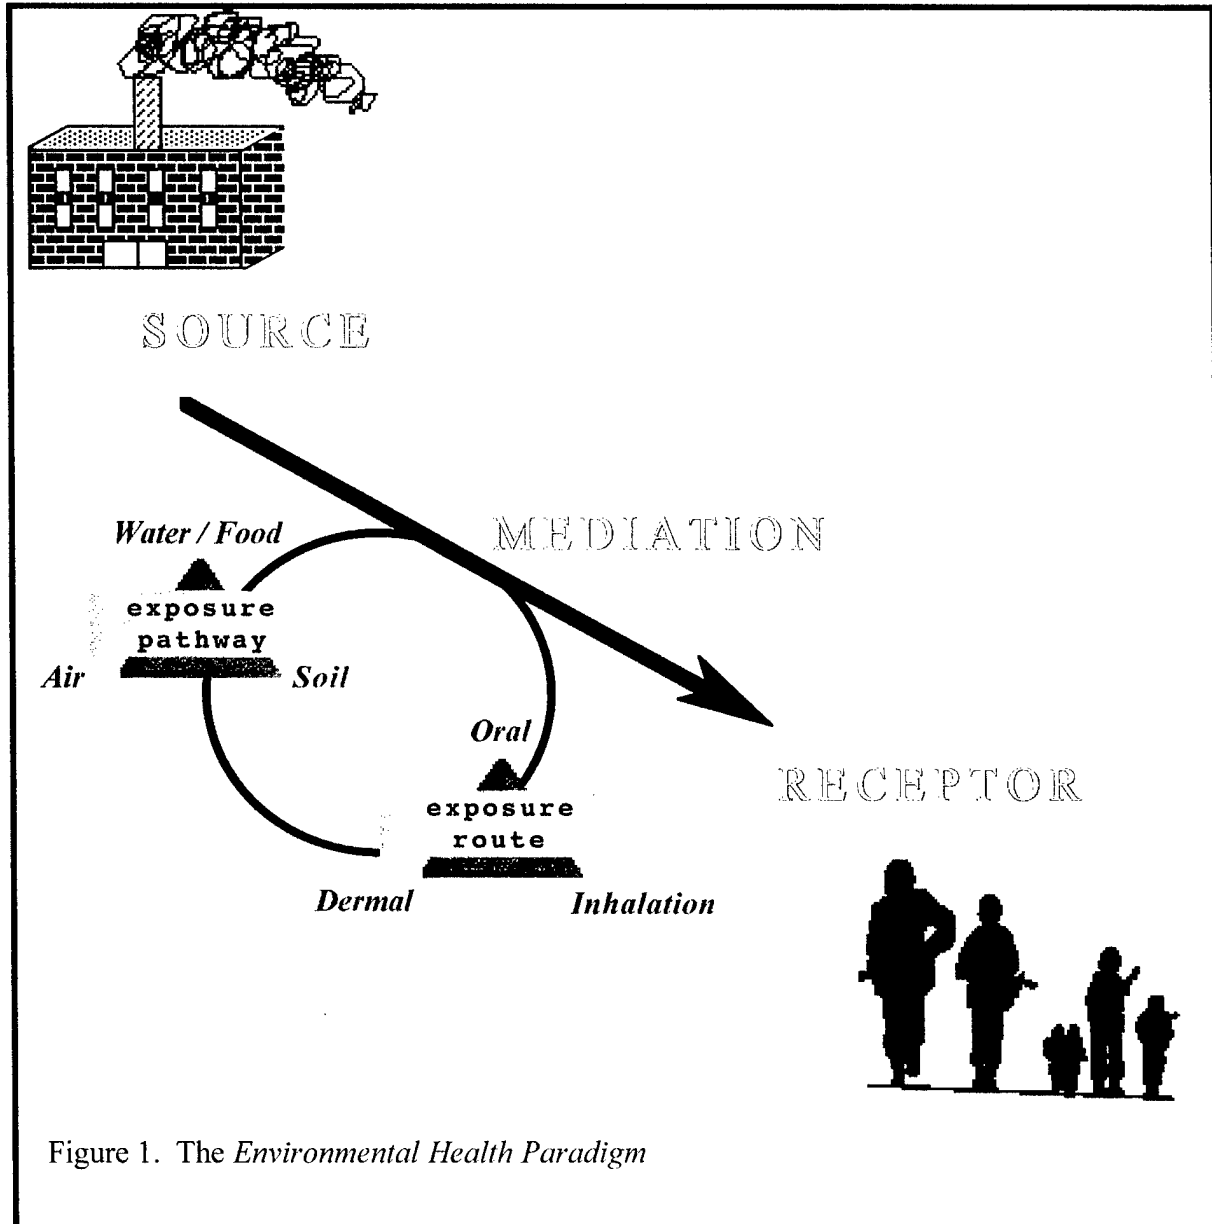 SOURCE
MEDIATION
Water / Food
exposure
pathway
Air
Soil
Oral
RECEPTOR
exposure
route
Dermal
Inhalation
Figure 1. The Environmental Health Paradigm